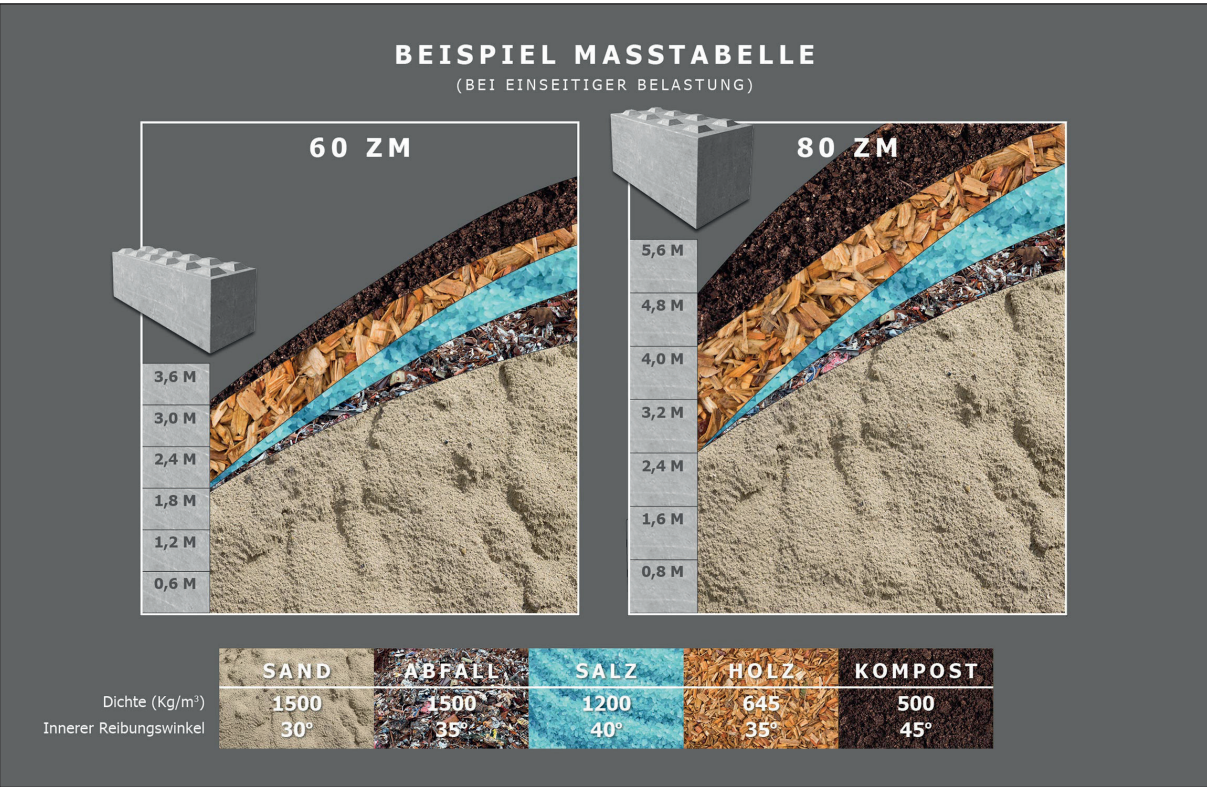 BEISPIEL MASSTABELLE
(BEI EINSEITIGER BELASTUNG)
60 ZM
3,6 M
3,0 M
2,4 M
1,8 M
1,2 M
0,6 M
80 ZM
5,6 M
4,8 M
4,0 M
3,2 M
2,4 M
1,6 M
0,8 M
SAND ABFALL SALZ HOLZ KOMPOST
Dichte (Kg/m³) 1500 1500 1200 645 500
Innerer Reibungswinkel 30° 35° 40° 35° 45°